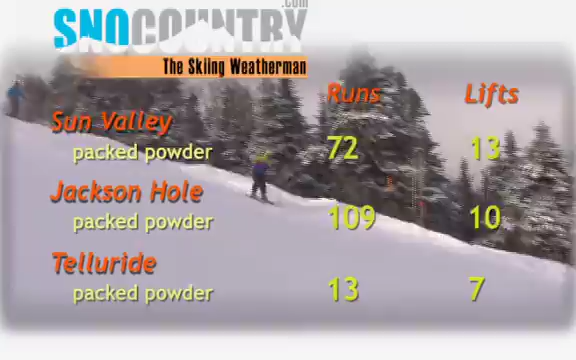 .com
SNOCOUNTRY
The Skiing Weatherman
Runs Lifts
Sun Valley
packed powder 72 13
Jackson Hole
packed powder 109 10
Telluride
packed powder 13 7